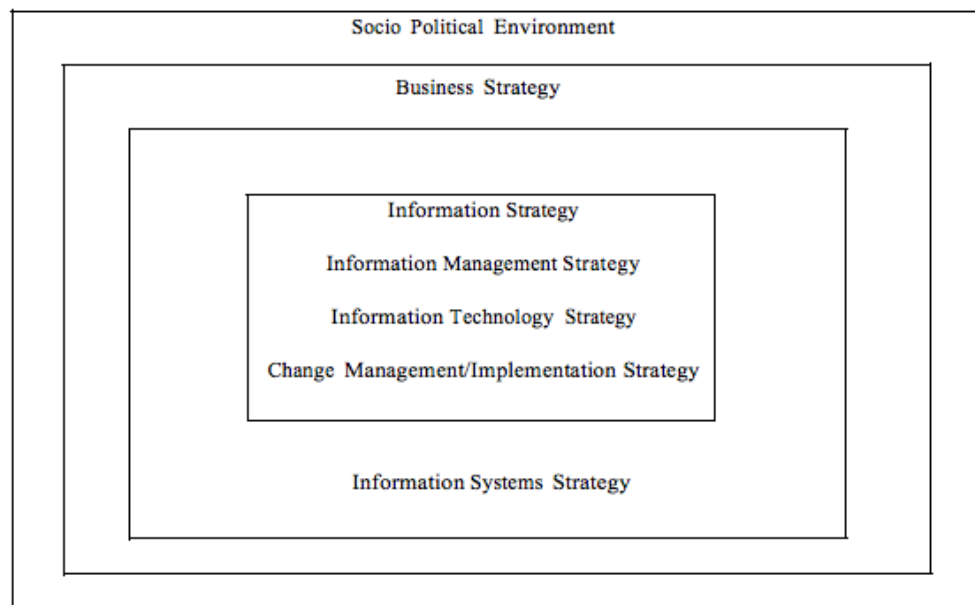 Socio Political Environment
Business Strategy
Information Strategy
Information Management Strategy
Information Technology Strategy
Change Management/Implementation Strategy
Information Systems Strategy